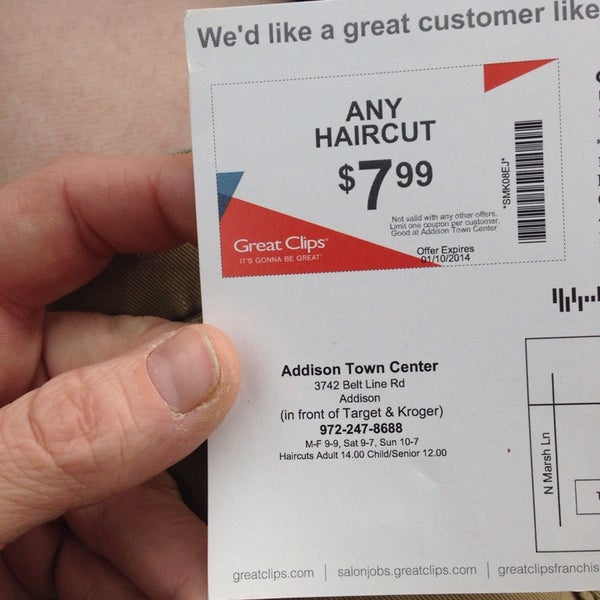 We'd like a great customer like
ANY
HAIRCUT
$7.99
*SMK08EJ*
Not valid with any other offers.
Limit one coupon per customer.
Good at Addison Town Center
Offer Expires
01/10/2014
Great Clips®
IT'S GONNA BE GREAT®
Addison Town Center
3742 Belt Line Rd
Addison
(in front of Target & Kroger)
972-247-8688
M-F 9-9, Sat 9-7, Sun 10-7
Haircuts Adult 14.00 Child/Senior 12.00
N Marsh Ln
greatclips.com | salonjobs.greatclips.com | greatclipsfranchis